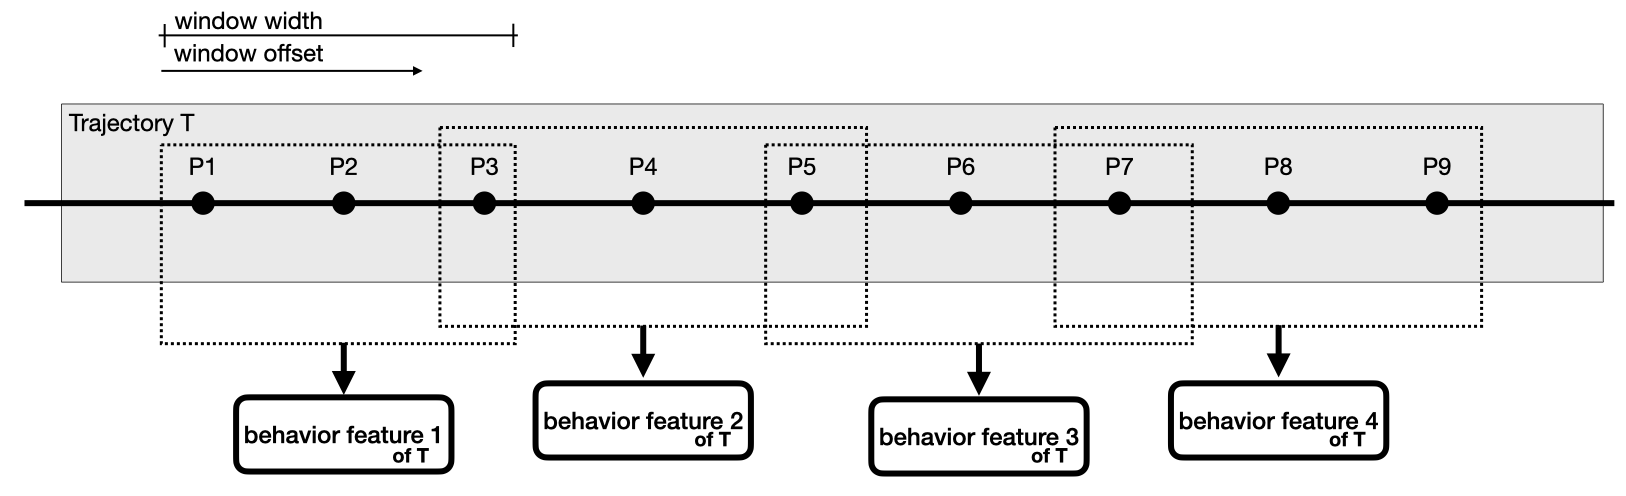 window width
window offset
Trajectory T
P1 P2 P3 P4 P5 P6 P7 P8 P9
behavior feature 1
of T
behavior feature 2
of T
behavior feature 3
of T
behavior feature 4
of T